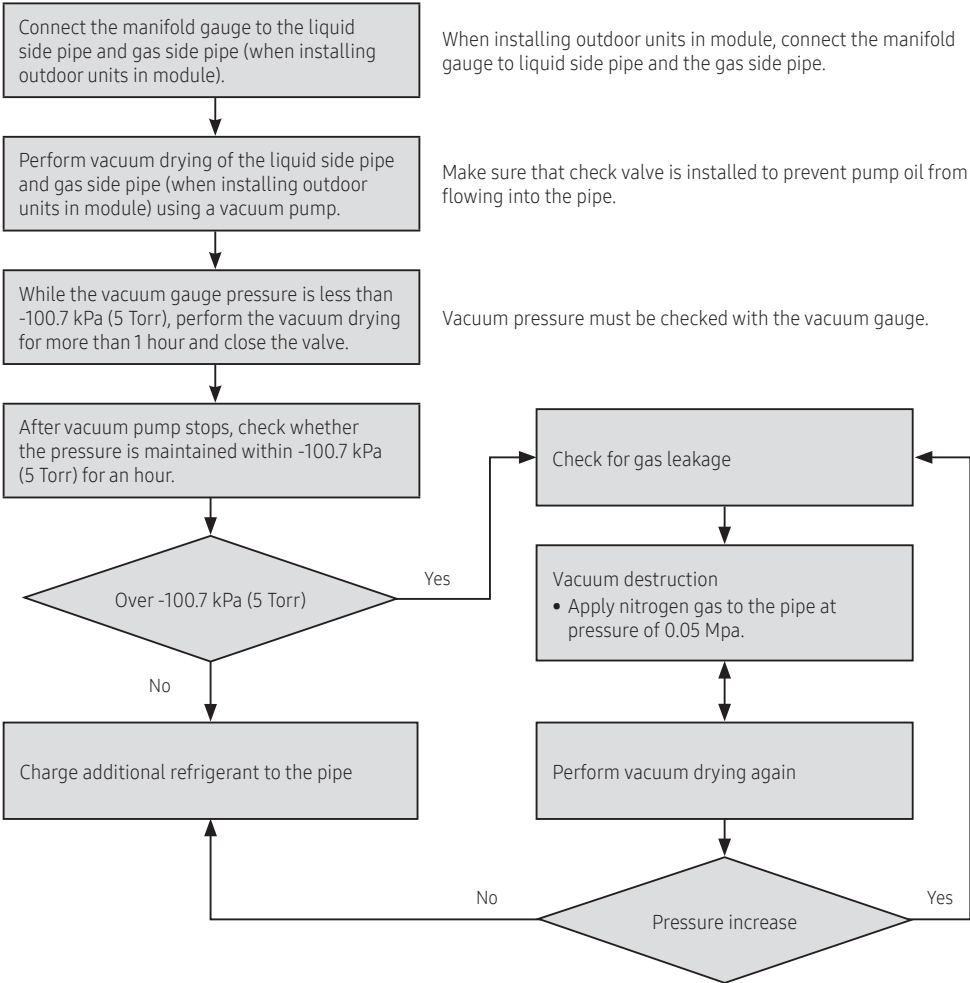 Connect the manifold gauge to the liquid
side pipe and gas side pipe (when installing
outdoor units in module).
When installing outdoor units in module, connect the manifold
gauge to liquid side pipe and the gas side pipe.
Perform vacuum drying of the liquid side pipe
and gas side pipe (when installing outdoor
units in module) using a vacuum pump.
Make sure that check valve is installed to prevent pump oil from
flowing into the pipe.
While the vacuum gauge pressure is less than
-100.7 kPa (5 Torr), perform the vacuum drying
for more than 1 hour and close the valve.
Vacuum pressure must be checked with the vacuum gauge.
After vacuum pump stops, check whether
the pressure is maintained within -100.7 kPa
(5 Torr) for an hour.
Check for gas leakage
Over -100.7 kPa (5 Torr)
Yes
Vacuum destruction
• Apply nitrogen gas to the pipe at
pressure of 0.05 Mpa.
No
Charge additional refrigerant to the pipe
Perform vacuum drying again
No
Pressure increase
Yes